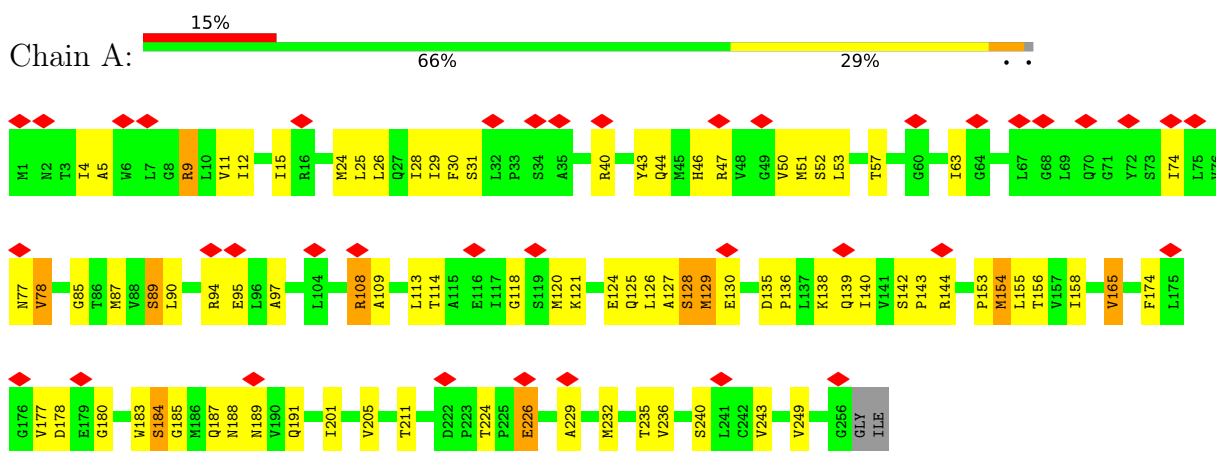 15%
Chain A:
66% 29% • •
M1 N2 T3 I4 A5 W6 L7 G8 R9 L10 V11 I12 I15 R16 M24 L25 L26 Q27 I28 I29 F30 S31 L32 P33 S34 A35 R40 Y43 Q44 M45 H46 R47 V48 G49 V50 M51 S52 L53 T57 G60 I63 G64 L67 G68 L69 Q70 G71 Y72 S73 I74 L75 V76
N77 V78 G85 T86 M87 V88 S89 L90 R94 E95 L96 A97 L104 R108 A109 L113 T114 A115 E116 I117 G118 S119 M120 K121 E124 Q125 L126 A127 S128 M129 E130 D135 P136 L137 K138 Q139 I140 V141 S142 P143 R144 P153 M154 L155 T156 V157 I158 V165 F174 L175
G176 V177 D178 E179 G180 W183 S184 G185 M186 Q187 N188 N189 V190 Q191 I201 V205 T211 D222 P223 T224 P225 E226 A229 M232 T235 V236 S240 L241 C242 V243 V249 G256 GLY ILE